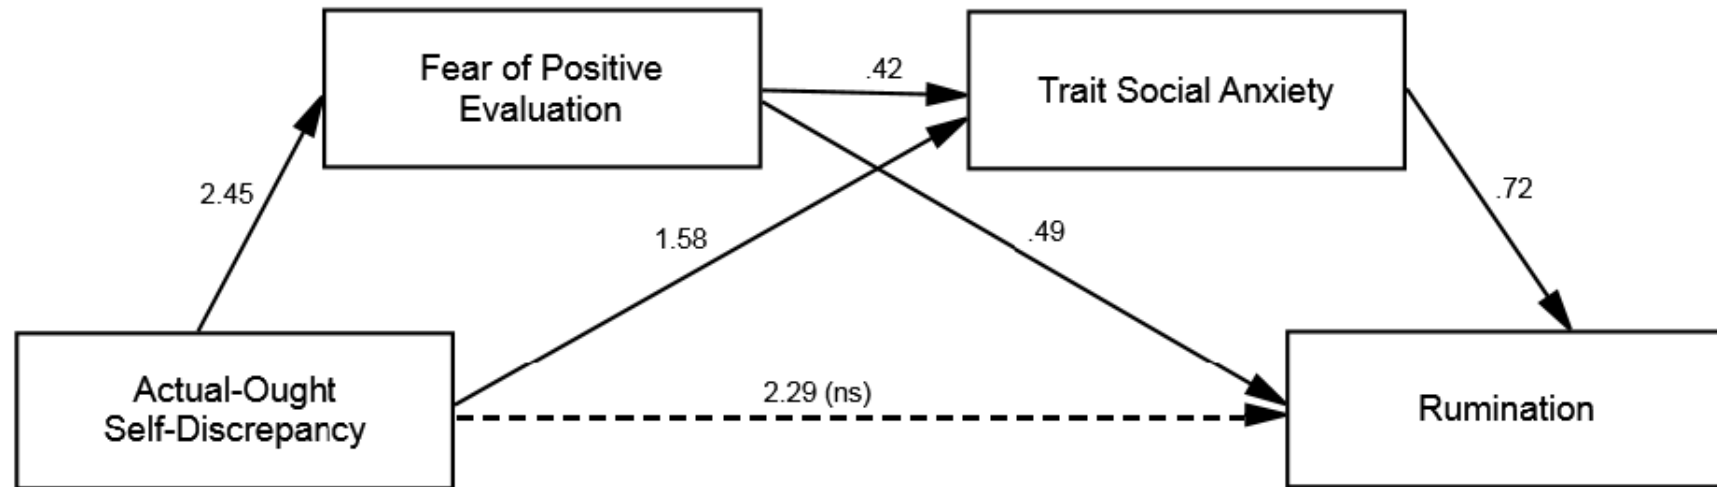 Fear of Positive
Evaluation
.42
Trait Social Anxiety
2.45
1.58
.49
.72
Actual-Ought
Self-Discrepancy
2.29 (ns)
Rumination